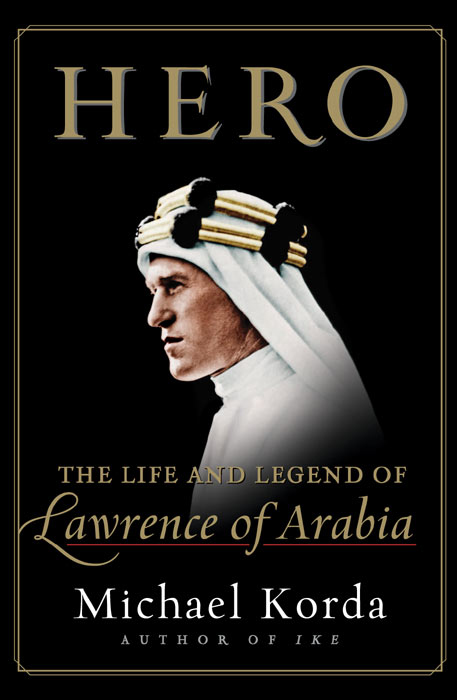 HERO
THE LIFE AND LEGEND OF
Lawrence of Arabia
Michael Korda
AUTHOR OF IKE